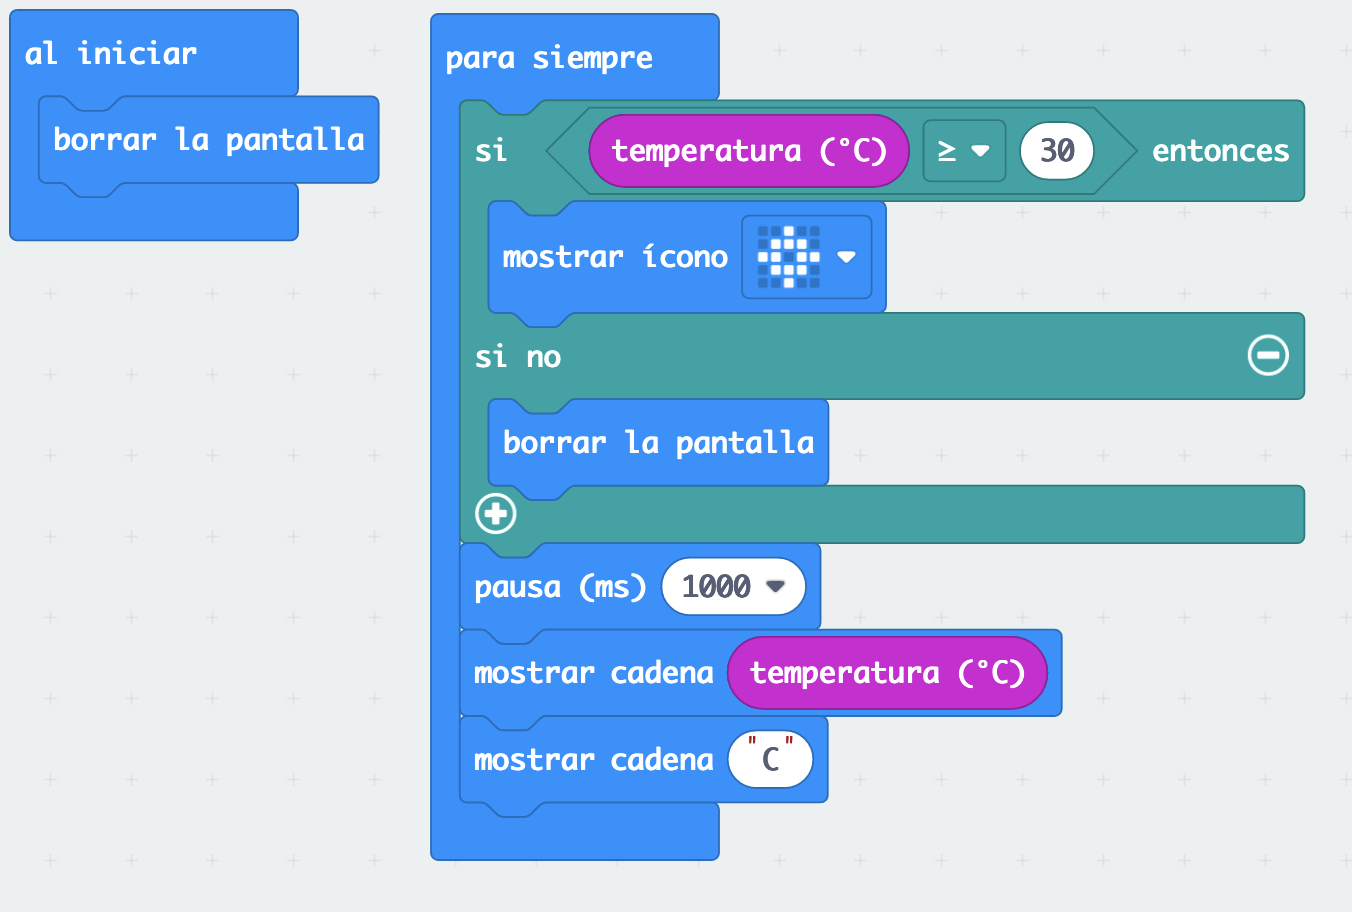 al iniciar
borrar la pantalla
para siempre
si temperatura (°C) ≥ 30 entonces
mostrar ícono
si no
borrar la pantalla
pausa (ms) 1000
mostrar cadena temperatura (°C)
mostrar cadena "C"